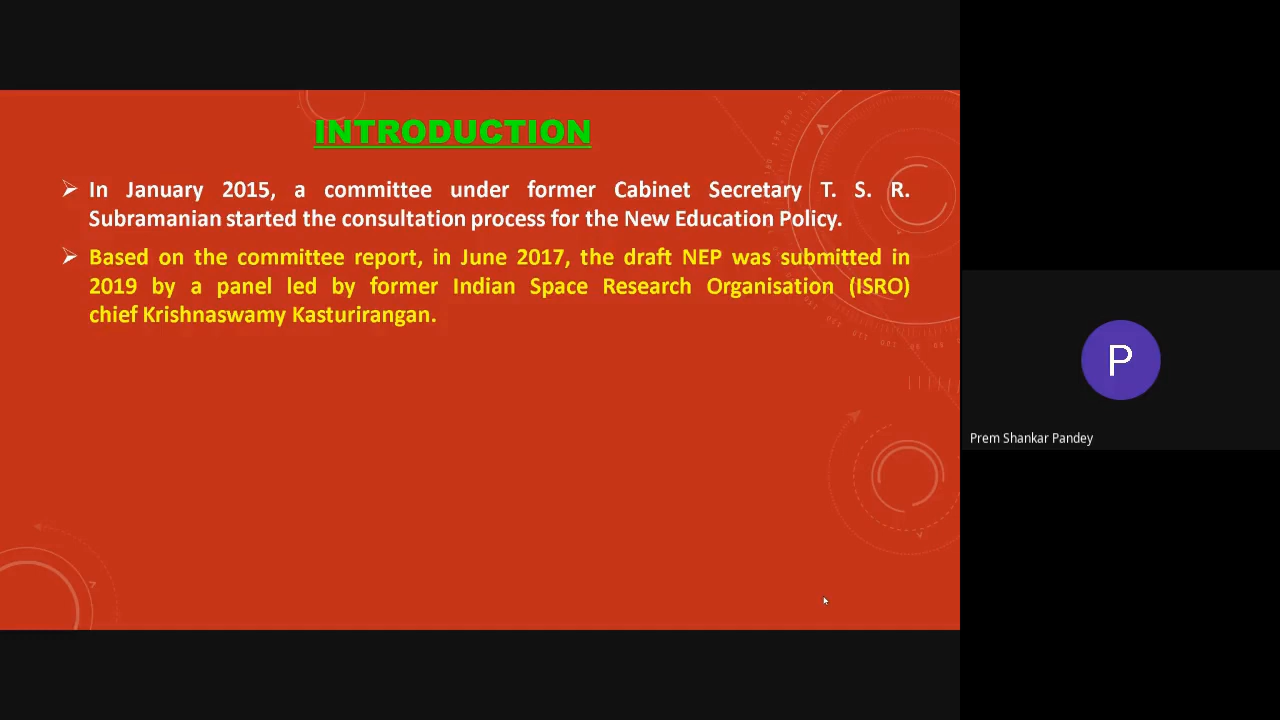 INTRODUCTION
In January 2015, a committee under former Cabinet Secretary T. S. R.
Subramanian started the consultation process for the New Education Policy.
Based on the committee report, in June 2017, the draft NEP was submitted in
2019 by a panel led by former Indian Space Research Organisation (ISRO)
chief Krishnaswamy Kasturirangan.
P
Prem Shankar Pandey